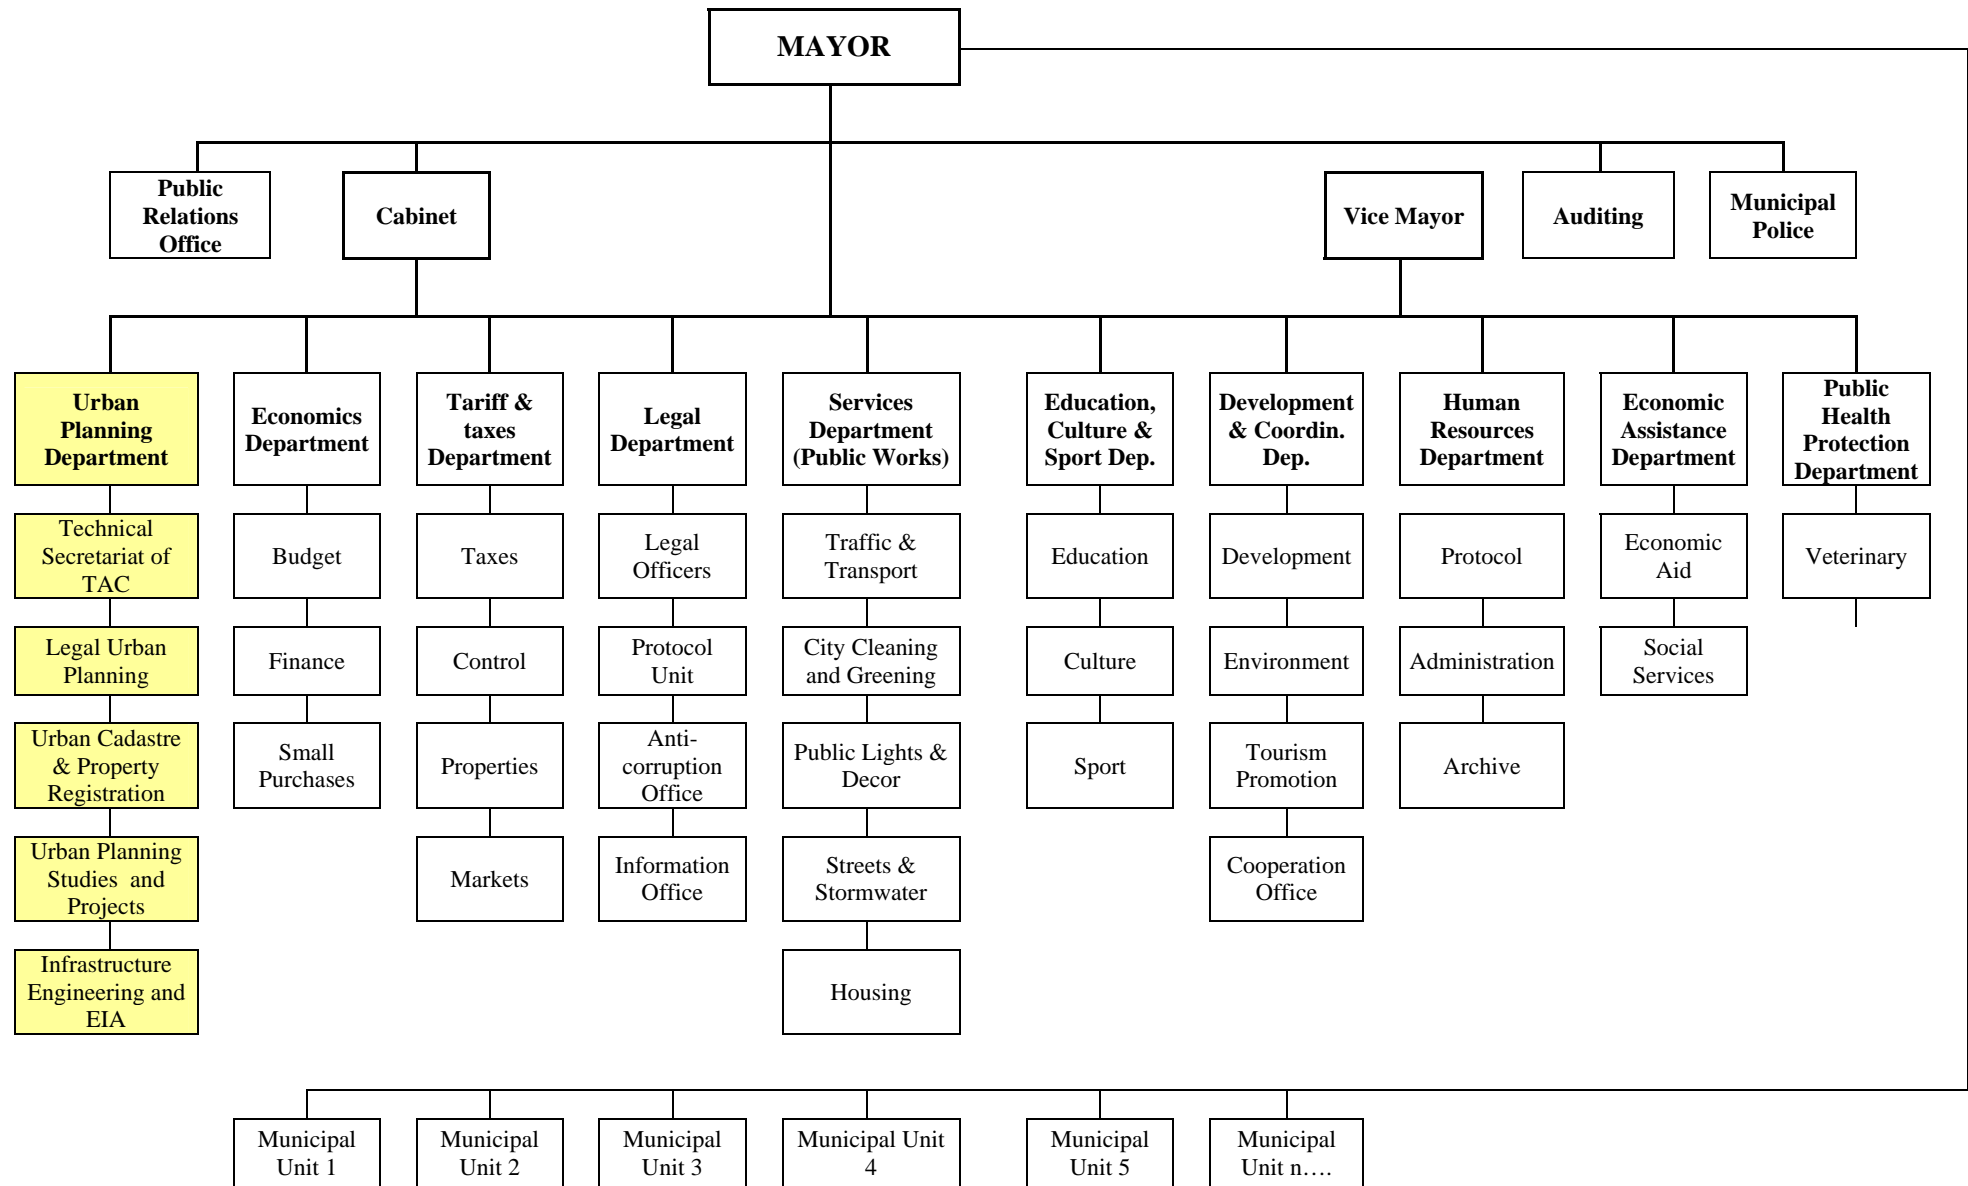 MAYOR
Public
Relations
Office
Cabinet
Vice Mayor
Auditing
Municipal
Police
Urban
Planning
Department
Economics
Department
Tariff &
taxes
Department
Legal
Department
Services
Department
(Public Works)
Education,
Culture &
Sport Dep.
Development
& Coordin.
Dep.
Human
Resources
Department
Economic
Assistance
Department
Public
Health
Protection
Department
Technical
Secretariat of
TAC
Budget
Taxes
Legal
Officers
Traffic &
Transport
Education
Development
Protocol
Economic
Aid
Veterinary
Legal Urban
Planning
Finance
Control
Protocol
Unit
City Cleaning
and Greening
Culture
Environment
Administration
Social
Services
Urban Cadastre
& Property
Registration
Small
Purchases
Properties
Anti-
corruption
Office
Public Lights &
Decor
Sport
Tourism
Promotion
Archive
Urban Planning
Studies and
Projects
Markets
Information
Office
Streets &
Stormwater
Cooperation
Office
Infrastructure
Engineering and
EIA
Housing
Municipal
Unit 1
Municipal
Unit 2
Municipal
Unit 3
Municipal Unit
4
Municipal
Unit 5
Municipal
Unit n….